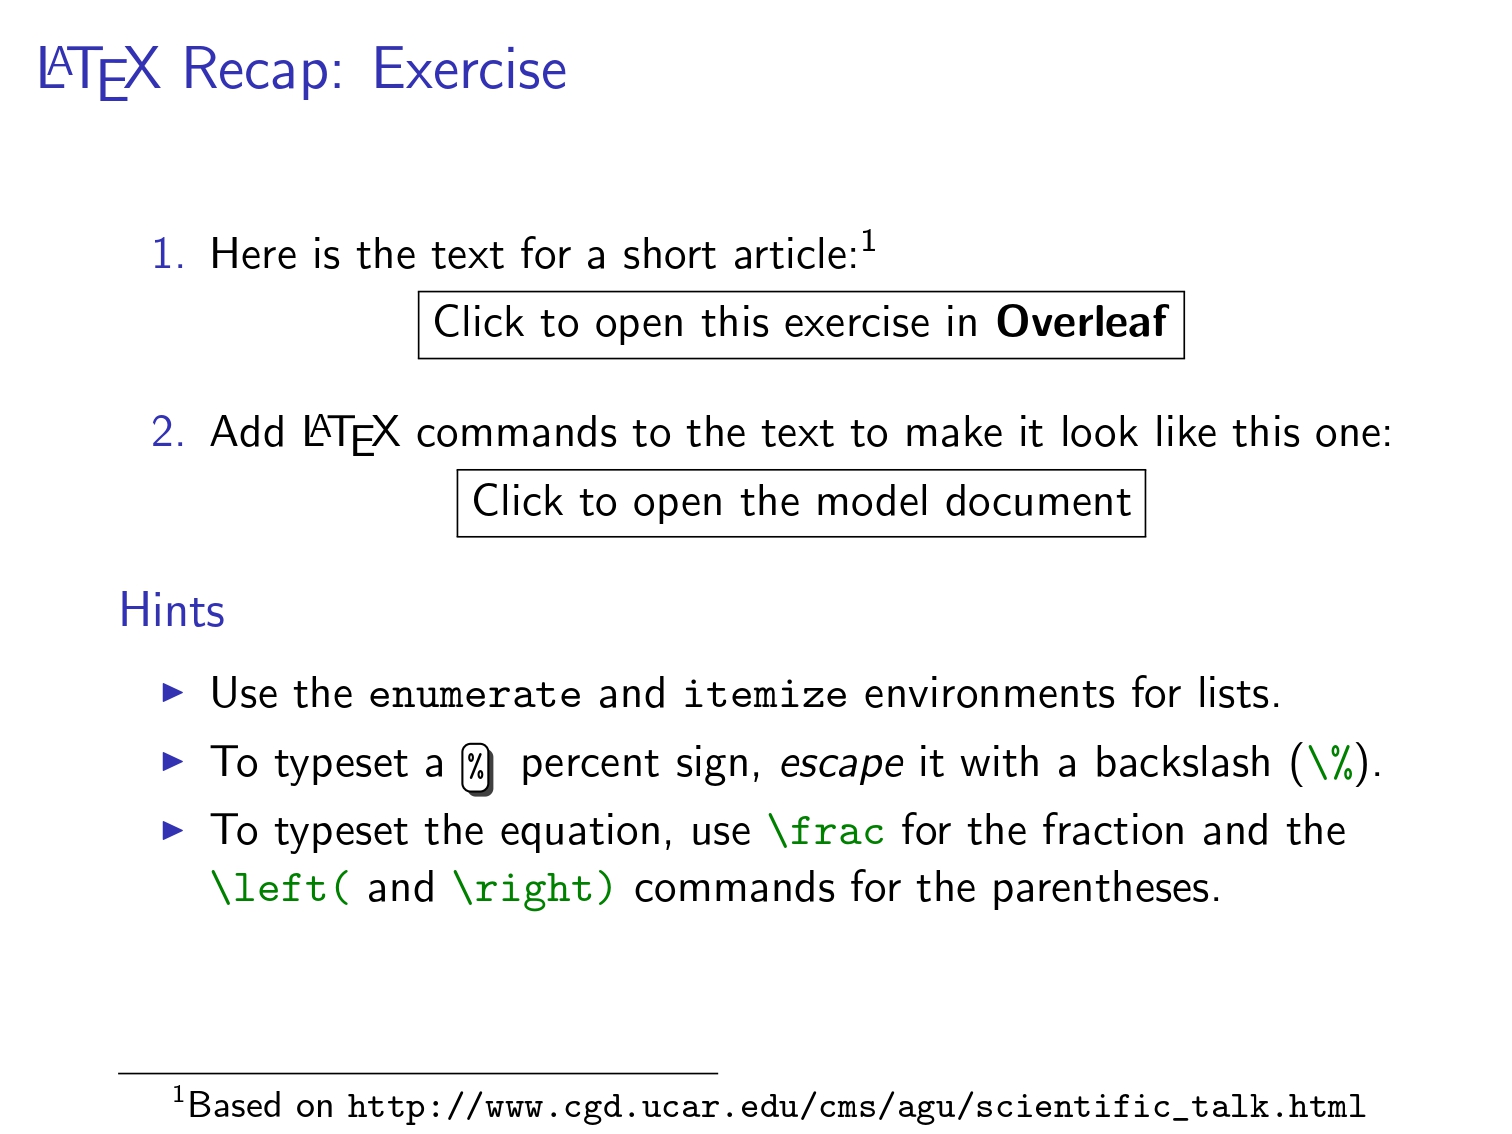 LATEX Recap: Exercise
1. Here is the text for a short article:1
Click to open this exercise in Overleaf
2. Add LATEX commands to the text to make it look like this one:
Click to open the model document
Hints
▶ Use the enumerate and itemize environments for lists.
▶ To typeset a % percent sign, escape it with a backslash (\%).
▶ To typeset the equation, use \frac for the fraction and the
\left( and \right) commands for the parentheses.
1Based on http://www.cgd.ucar.edu/cms/agu/scientific_talk.html